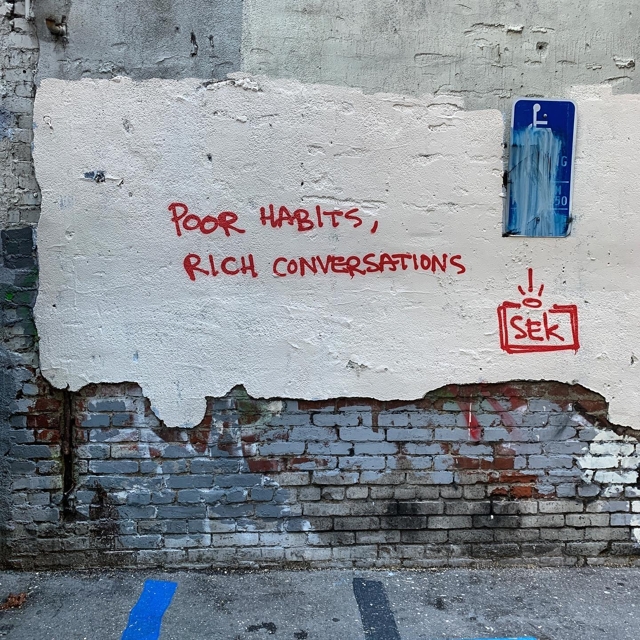 POOR HABITS,
RICH CONVERSATIONS
SEK